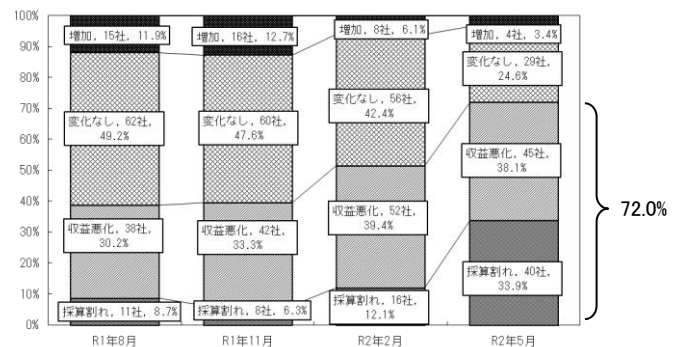 100%
90%
80%
70%
60%
50%
40%
30%
20%
10%
0%
増加, 15社, 11.9%
変化なし, 62社,
49.2%
収益悪化, 38社,
30.2%
採算割れ, 11社, 8.7%
増加, 16社, 12.7%
変化なし, 60社,
47.6%
収益悪化, 42社,
33.3%
採算割れ, 8社, 6.3%
増加, 8社, 6.1%
変化なし, 56社,
42.4%
収益悪化, 52社,
39.4%
採算割れ, 16社,
12.1%
増加, 4社, 3.4%
変化なし, 29社,
24.6%
収益悪化, 45社,
38.1%
採算割れ, 40社,
33.9%
72.0%
R1年8月
R1年11月
R2年2月
R2年5月